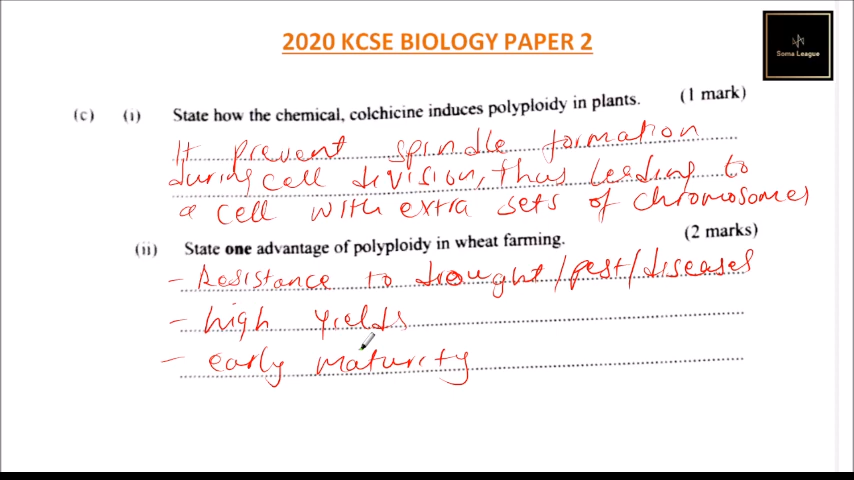 2020 KCSE BIOLOGY PAPER 2
Soma League
(c) (i) State how the chemical, colchicine induces polyploidy in plants. (1 mark)
It prevent spindle formation
during cell division, thus leading to
a cell with extra sets of chromosomes
(ii) State one advantage of polyploidy in wheat farming. (2 marks)
- Resistance to drought/pest/diseases
- high yields
- early maturity